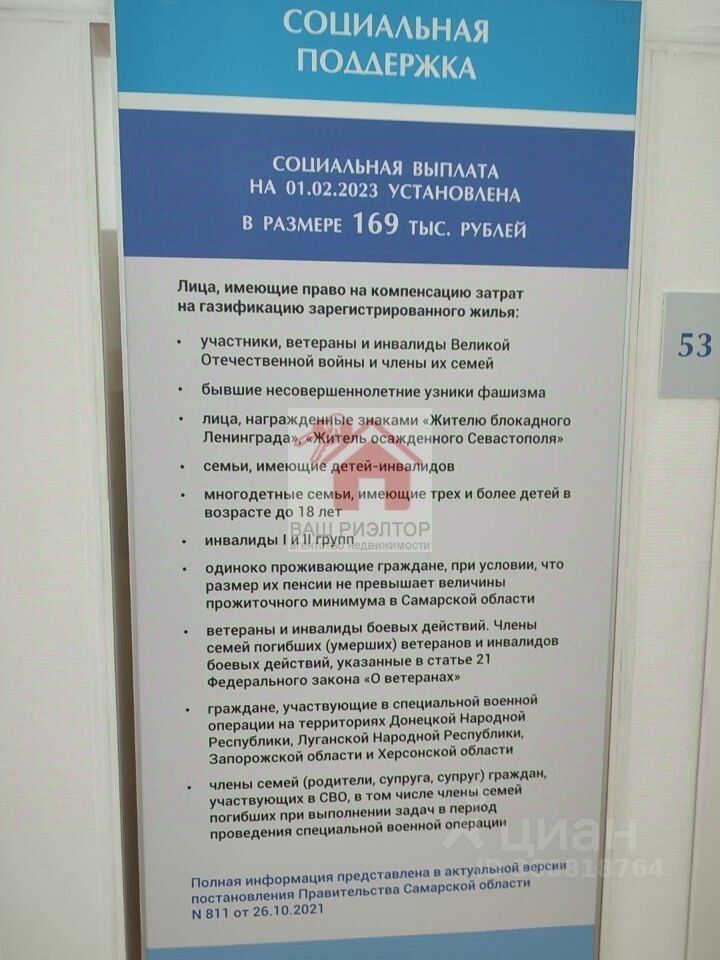 СОЦИАЛЬНАЯ
ПОДДЕРЖКА
СОЦИАЛЬНАЯ ВЫПЛАТА
НА 01.02.2023 УСТАНОВЛЕНА
В РАЗМЕРЕ 169 ТЫС. РУБЛЕЙ
Лица, имеющие право на компенсацию затрат
на газификацию зарегистрированного жилья:
• участники, ветераны и инвалиды Великой
Отечественной войны и члены их семей
• бывшие несовершеннолетние узники фашизма
• лица, награжденные знаками «Жителю блокадного
Ленинграда», «Житель осажденного Севастополя»
• семьи, имеющие детей-инвалидов
• многодетные семьи, имеющие трех и более детей в
возрасте до 18 лет
• инвалиды I и II групп
• одиноко проживающие граждане, при условии, что
размер их пенсии не превышает величины
прожиточного минимума в Самарской области
• ветераны и инвалиды боевых действий. Члены
семей погибших (умерших) ветеранов и инвалидов
боевых действий, указанные в статье 21
Федерального закона «О ветеранах»
• граждане, участвующие в специальной военной
операции на территориях Донецкой Народной
Республики, Луганской Народной Республики,
Запорожской области и Херсонской области
• члены семей (родители, супруга, супруг) граждан,
участвующих в СВО, в том числе члены семей
погибших при выполнении задач в период
проведения специальной военной операции
Полная информация представлена в актуальной версии
постановления Правительства Самарской области
N 811 от 26.10.2021
53
ВАШ РИЭЛТОР
агентство недвижимости
циан